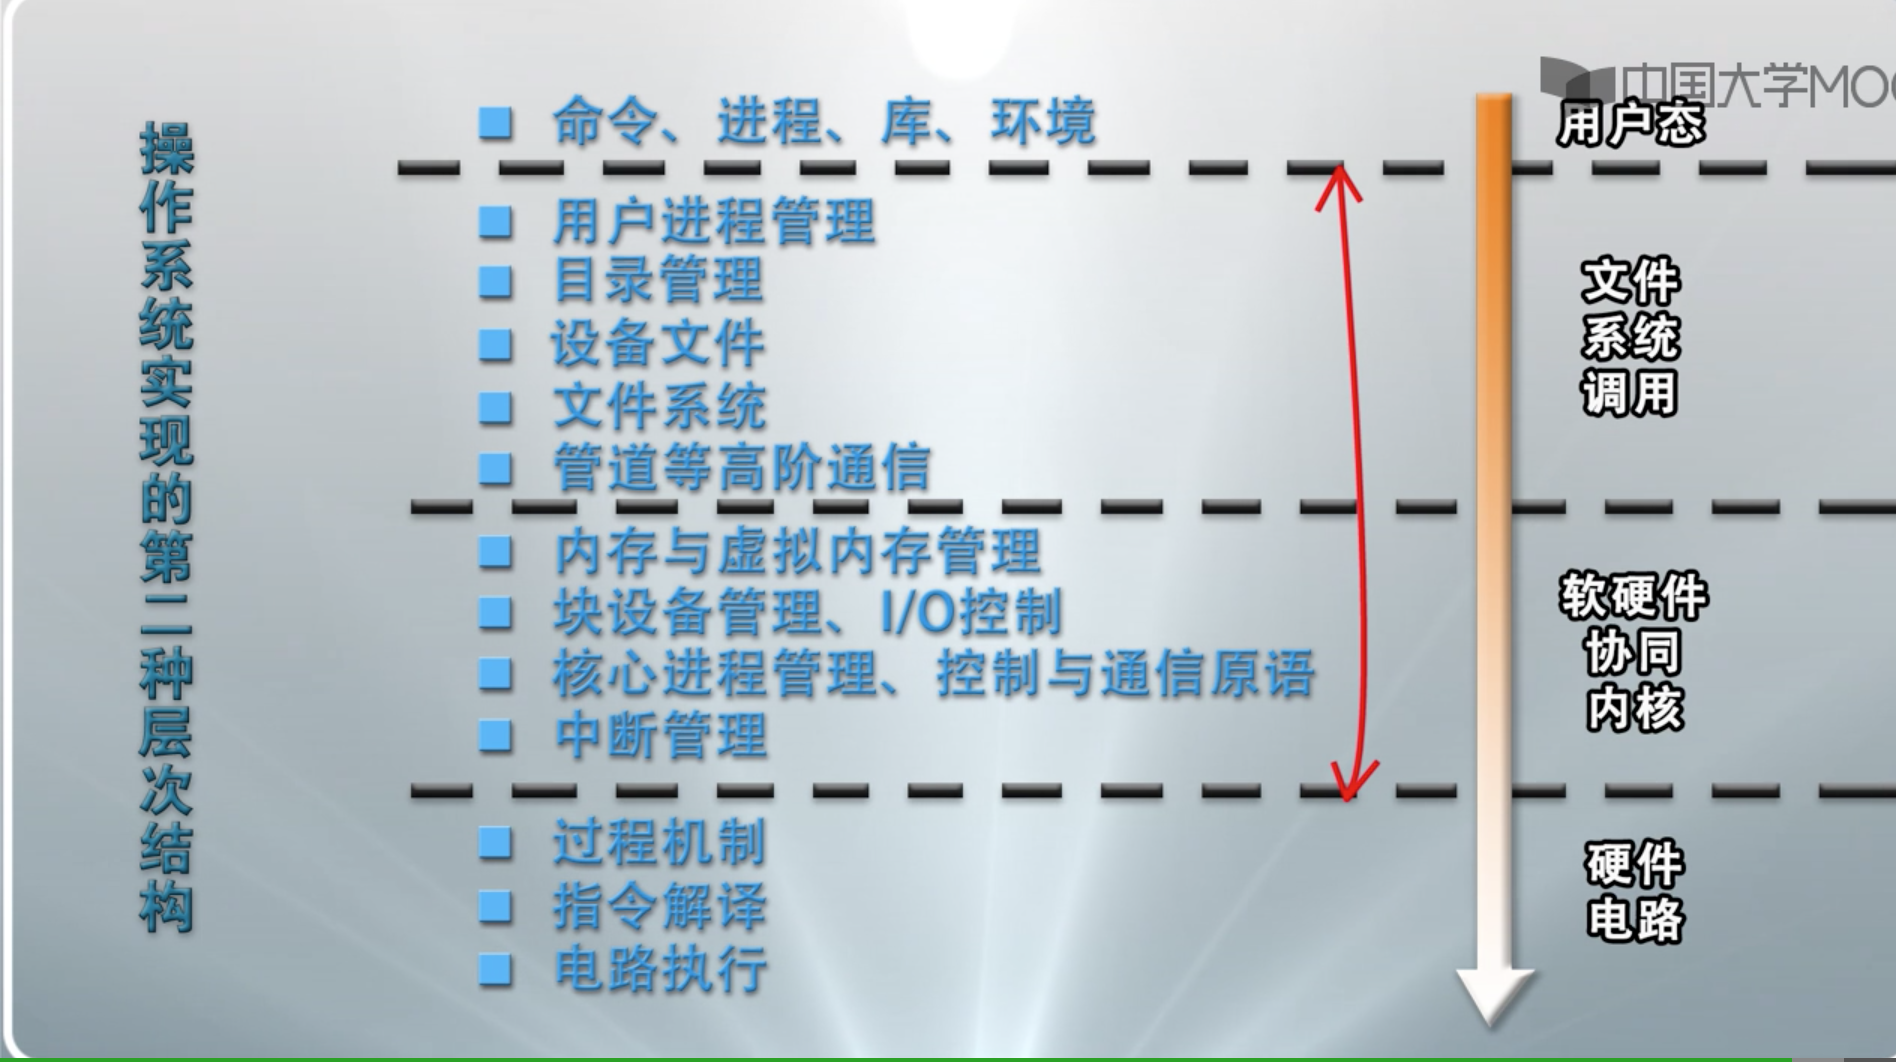 操作系统实现的第二种层次结构
中国大学MOO
命令、进程、库、环境
用户态
用户进程管理
目录管理
设备文件
文件系统
管道等高阶通信
文件
系统
调用
内存与虚拟内存管理
块设备管理、I/O控制
核心进程管理、控制与通信原语
中断管理
软硬件
协同
内核
过程机制
指令解译
电路执行
硬件
电路